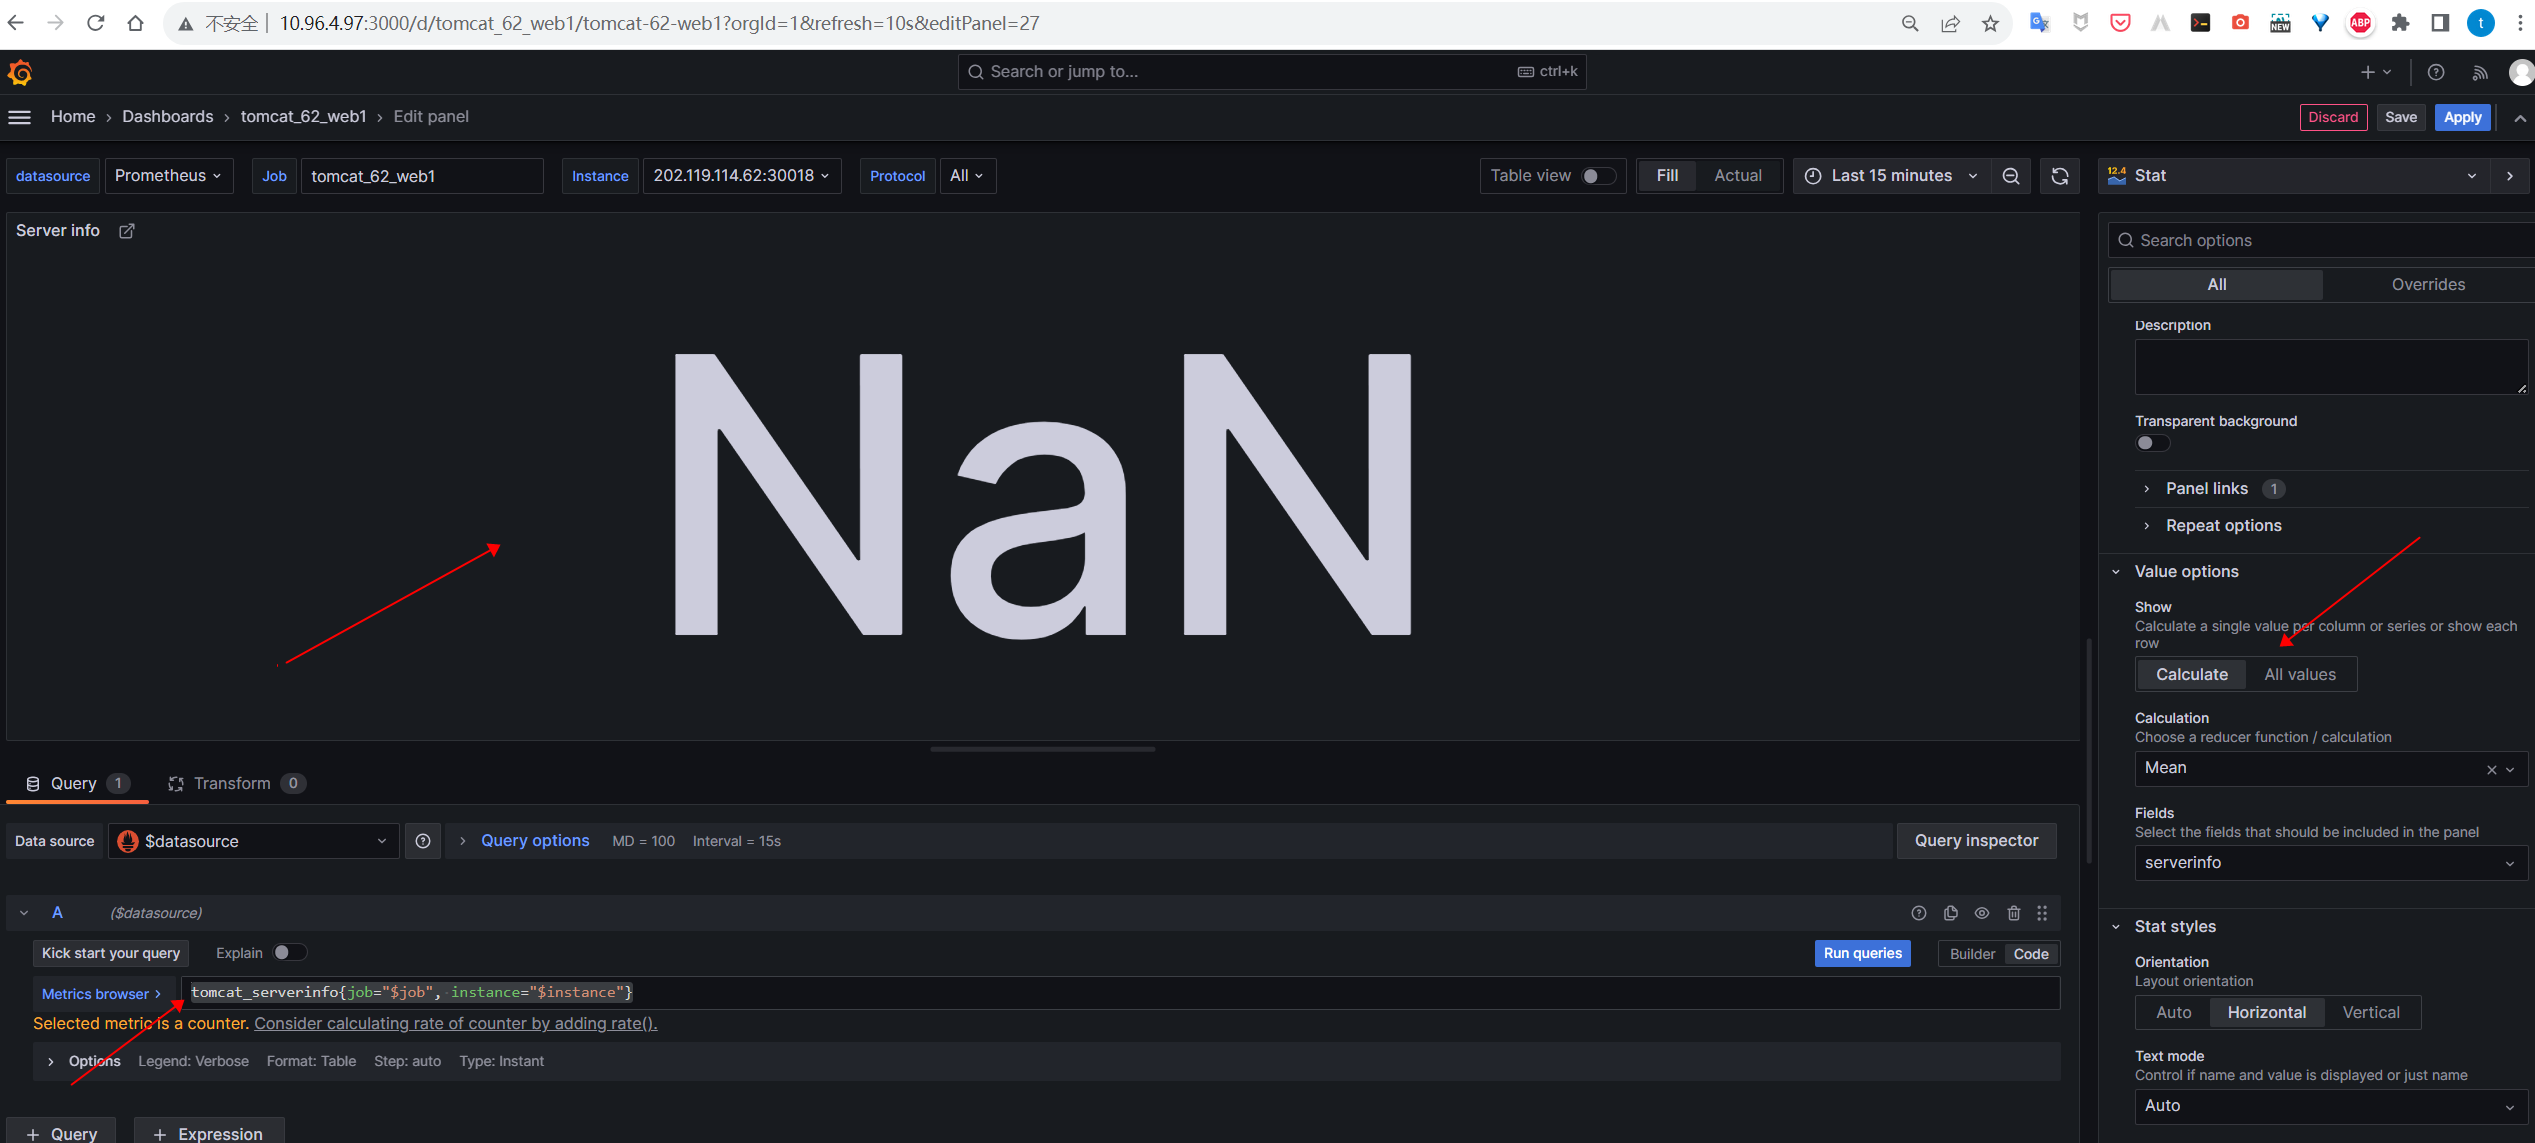 不安全 10.96.4.97:3000/d/tomcat_62_web1/tomcat-62-web1?orgId=1&refresh=10s&editPanel=27
NEW
ABP
t
Search or jump to...
ctrl+k
Home › Dashboards › tomcat_62_web1 › Edit panel
Discard
Save
Apply
datasource
Prometheus
Job
tomcat_62_web1
Instance
202.119.114.62:30018
Protocol
All
Table view
Fill
Actual
Last 15 minutes
12.4
Stat
Server info
NaN
Search options
All
Overrides
Description
Transparent background
Panel links 1
Repeat options
Value options
Show
Calculate a single value per column or series or show each
row
Calculate
All values
Calculation
Choose a reducer function / calculation
Mean
Fields
Select the fields that should be included in the panel
serverinfo
Stat styles
Orientation
Layout orientation
Auto
Horizontal
Vertical
Text mode
Control if name and value is displayed or just name
Auto
Query 1
Transform 0
Data source
$datasource
Query options
MD = 100
Interval = 15s
Query inspector
A
($datasource)
Kick start your query
Explain
Run queries
Builder
Code
Metrics browser >
tomcat_serverinfo{job="$job", instance="$instance"}
Selected metric is a counter. Consider calculating rate of counter by adding rate().
Options
Legend: Verbose
Format: Table
Step: auto
Type: Instant
+ Query
+ Expression